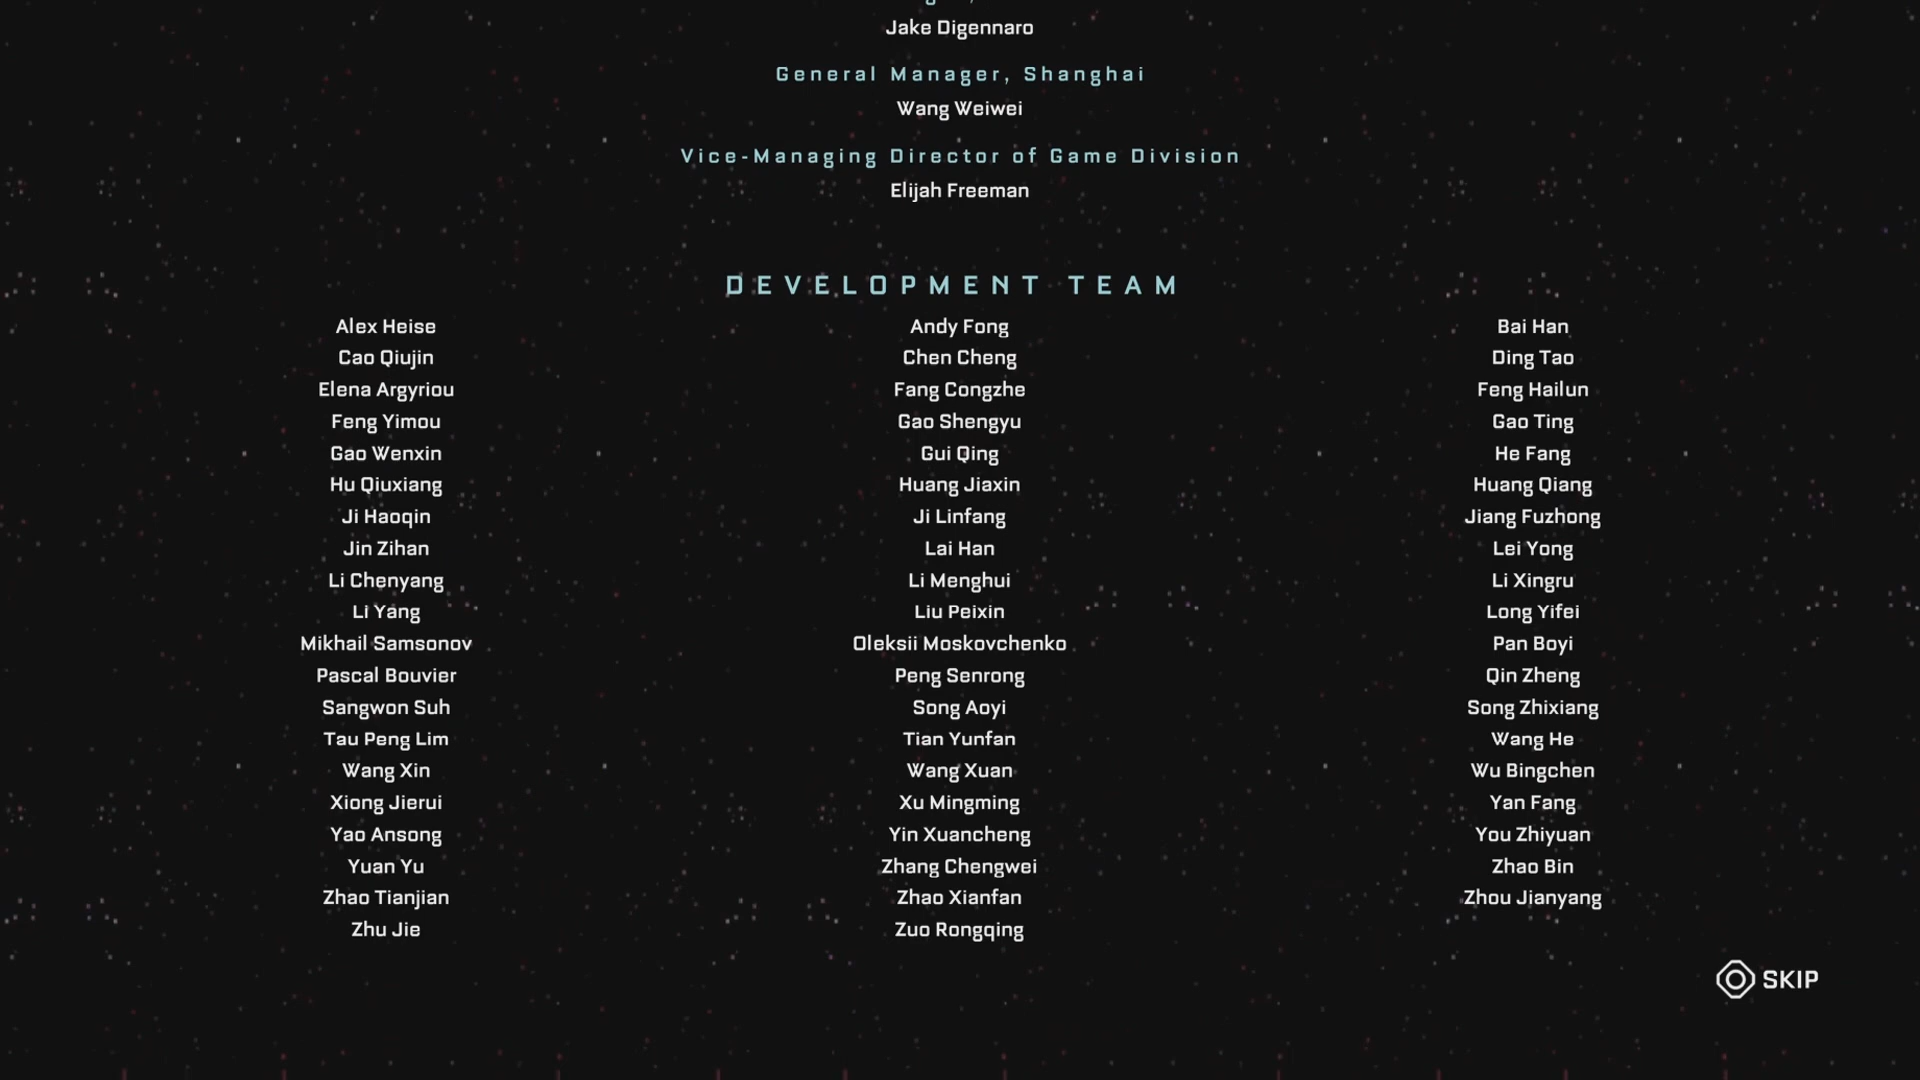 Jake Digennaro
General Manager, Shanghai
Wang Weiwei
Vice-Managing Director of Game Division
Elijah Freeman
DEVELOPMENT TEAM
Alex Heise Andy Fong Bai Han
Cao Qiujin Chen Cheng Ding Tao
Elena Argyriou Fang Congzhe Feng Hailun
Feng Yimou Gao Shengyu Gao Ting
Gao Wenxin Gui Qing He Fang
Hu Qiuxiang Huang Jiaxin Huang Qiang
Ji Haoqin Ji Linfang Jiang Fuzhong
Jin Zihan Lai Han Lei Yong
Li Chenyang Li Menghui Li Xingru
Li Yang Liu Peixin Long Yifei
Mikhail Samsonov Oleksii Moskovchenko Pan Boyi
Pascal Bouvier Peng Senrong Qin Zheng
Sangwon Suh Song Aoyi Song Zhixiang
Tau Peng Lim Tian Yunfan Wang He
Wang Xin Wang Xuan Wu Bingchen
Xiong Jierui Xu Mingming Yan Fang
Yao Ansong Yin Xuancheng You Zhiyuan
Yuan Yu Zhang Chengwei Zhao Bin
Zhao Tianjian Zhao Xianfan Zhou Jianyang
Zhu Jie Zuo Rongqing
SKIP